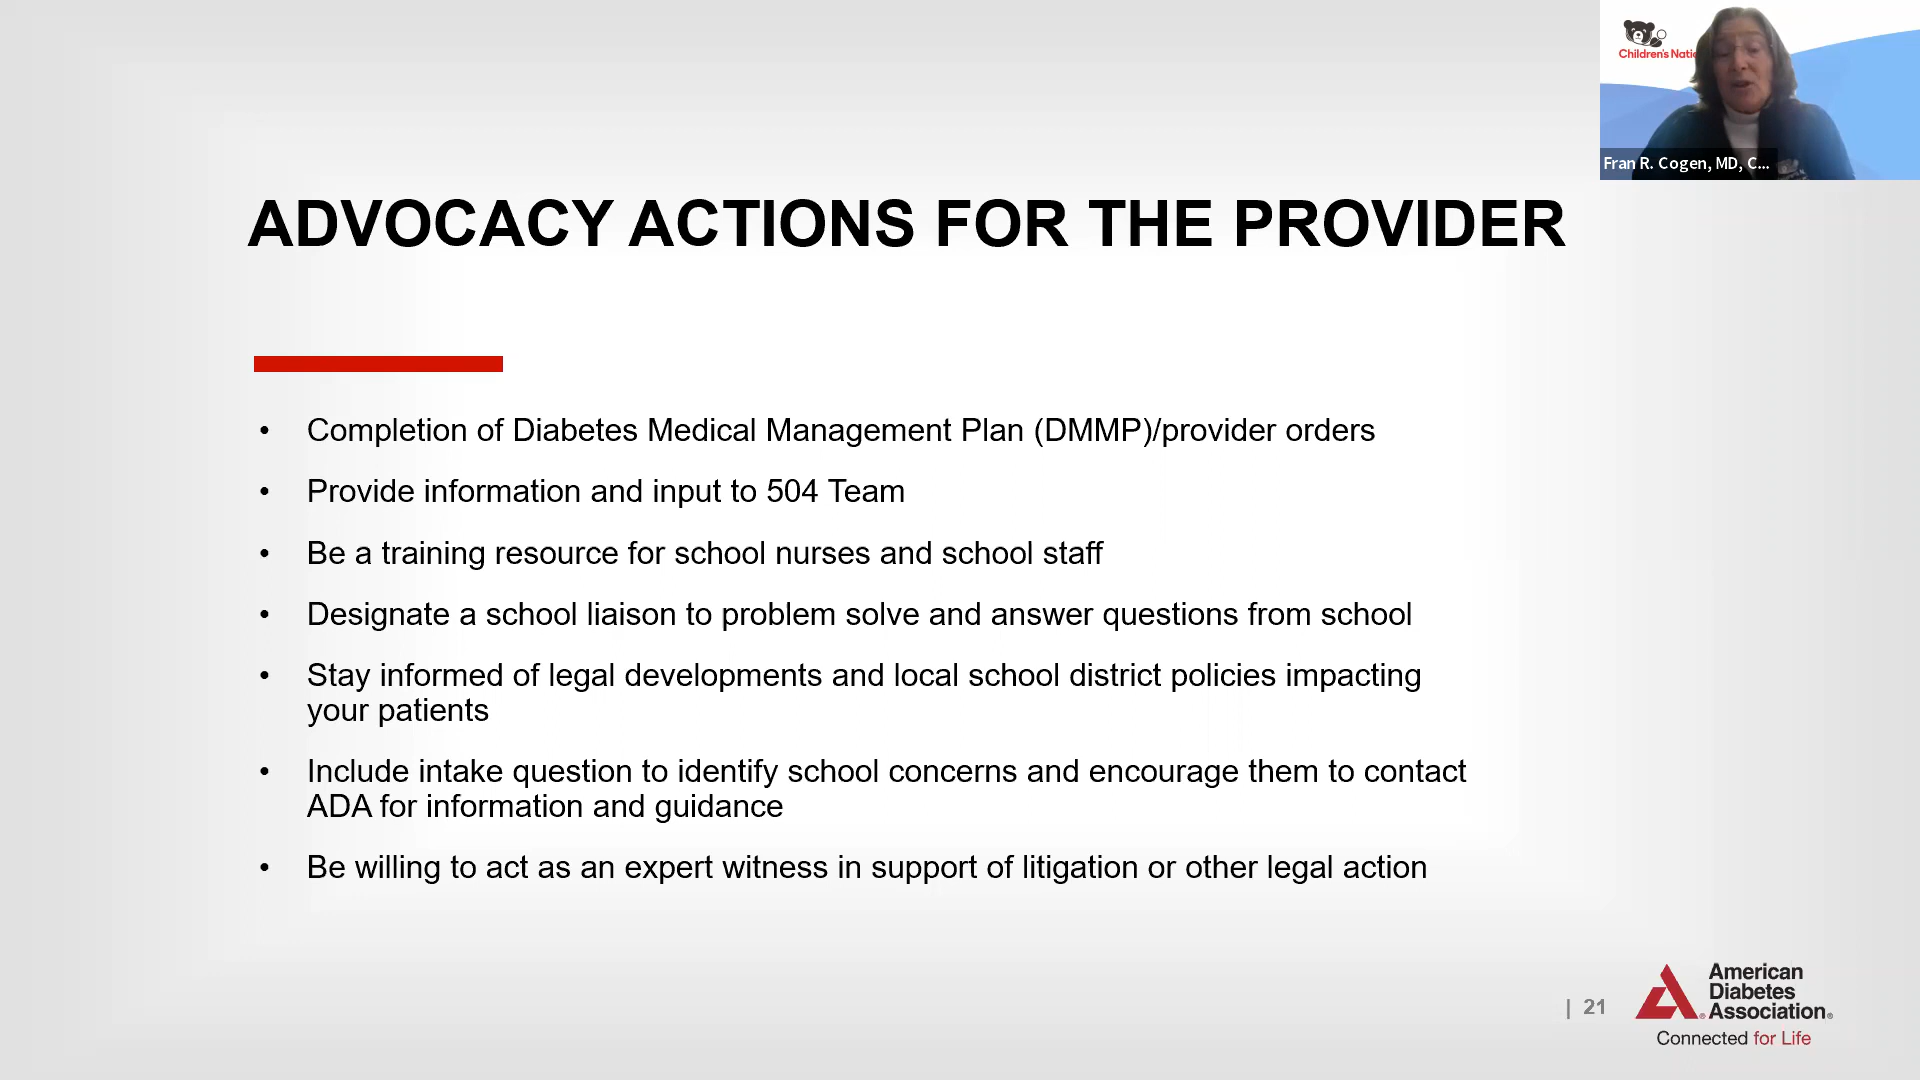 Children's Natio
Fran R. Cogen, MD, C...
ADVOCACY ACTIONS FOR THE PROVIDER
• Completion of Diabetes Medical Management Plan (DMMP)/provider orders
• Provide information and input to 504 Team
• Be a training resource for school nurses and school staff
• Designate a school liaison to problem solve and answer questions from school
• Stay informed of legal developments and local school district policies impacting
your patients
• Include intake question to identify school concerns and encourage them to contact
ADA for information and guidance
• Be willing to act as an expert witness in support of litigation or other legal action
| 21
American
Diabetes
Association®
Connected for Life